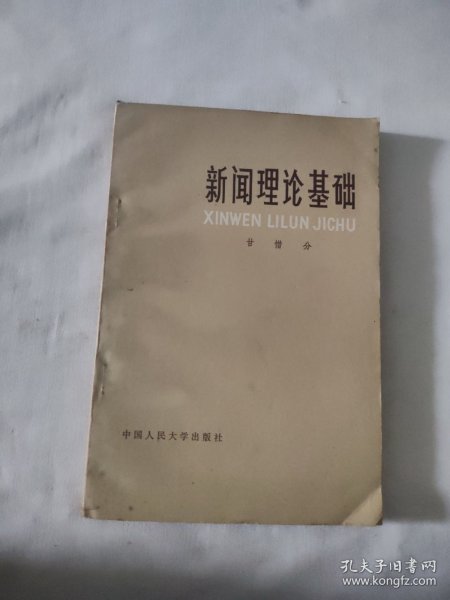 新闻理论基础
XINWEN LILUN JICHU
甘惜分
中国人民大学出版社
孔夫子旧书网
www.kongfz.com